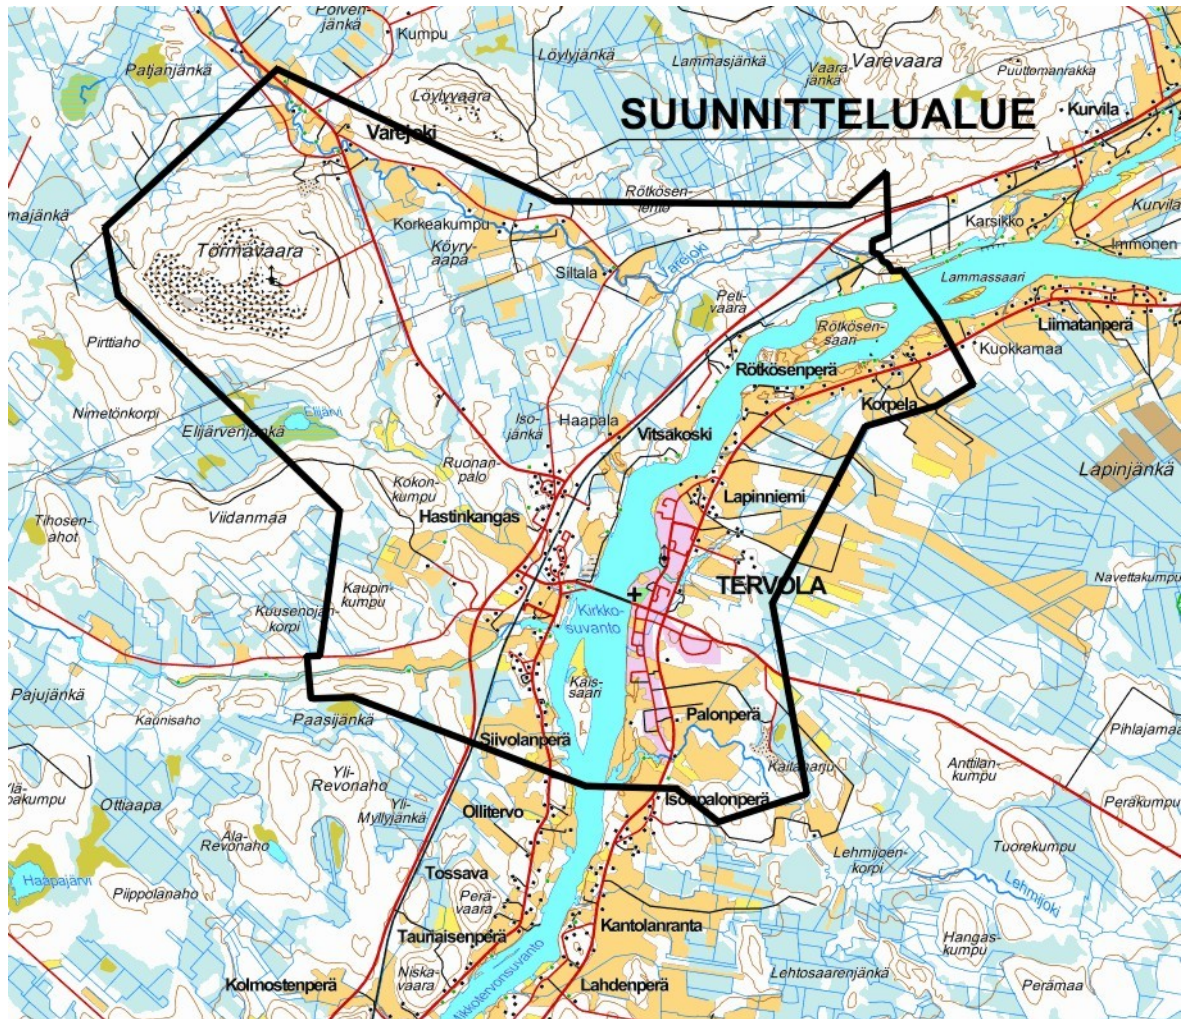 Polven-
jänkä
Kumpu
Patjanjänkä
Löylyjänkä
Lammasjänkä
Vaara-
jänkä
Varevaara
Puuttomanrakka
Löylyvaara
SUUNNITTELUALUE
Kurvila
Varejoki
Rötkösen-
lehto
majänkä
Korkeakumpu
Köyry-
aapa
Karsikko
Kurvila
Immonen
Törmävaara
Siltala
Varejoki
Lammassaari
Peti-
vaara
Rötkösen-
saari
Liimatanperä
Pirttiaho
Kuokkamaa
Rötkösenperä
Nimetönkorpi
Elijärvi
Elijärvenjänkä
Iso-
jänkä
Haapala
Vitsakoski
Korpela
Ruonan-
palo
Lapinjänkä
Kokon-
kumpu
Viidanmaa
Hastinkangas
Lapinniemi
Tihosen-
ahot
Kaupin-
kumpu
TERVOLA
Navettakumpu
Kuusenojan-
korpi
Kirkko-
suvanto
Pajujänkä
Kaunisaho
Paasijänkä
Kais-
saari
Palonperä
Pihlajamaa
Siivolanperä
Kaitaharju
Anttilan-
kumpu
Yli-
Revonaho
Ylä-
pakumpu
Ottiaapa
Yli-
Myllyjänkä
Ollitervo
Isonpalonperä
Peräkumpu
Ala-
Revonaho
Lehmijoen-
korpi
Tuorekumpu
Haapajärvi
Piippolanaho
Tossava
Perä-
vaara
Lehmijoki
Taunaisenperä
Kantolanranta
Hangas-
kumpu
Niska-
vaara
Kolmostenperä
ikkotervonsuvanto
Lahdenperä
Lehtosaarenjänkä
Perämaa